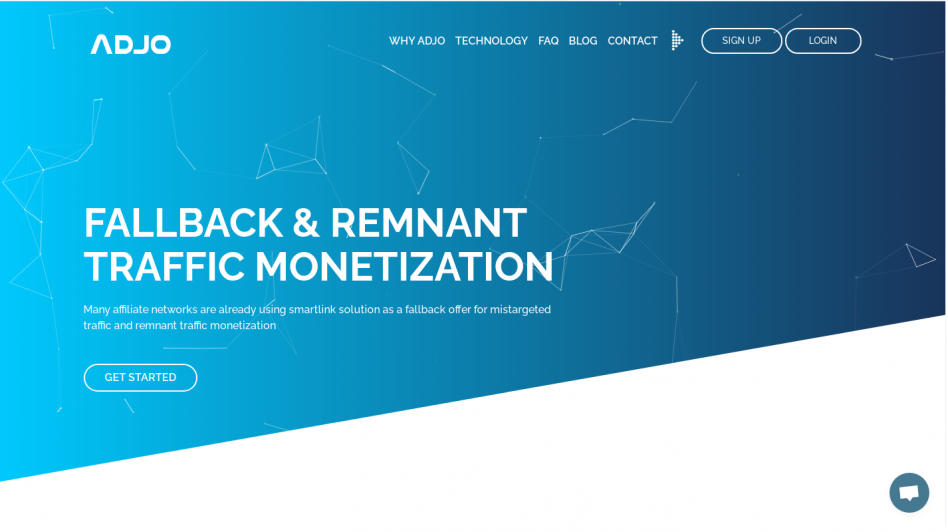 ADJO
WHY ADJO
TECHNOLOGY
FAQ
BLOG
CONTACT
SIGN UP
LOGIN
FALLBACK & REMNANT
TRAFFIC MONETIZATION
Many affiliate networks are already using smartlink solution as a fallback offer for mistargeted
traffic and remnant traffic monetization
GET STARTED